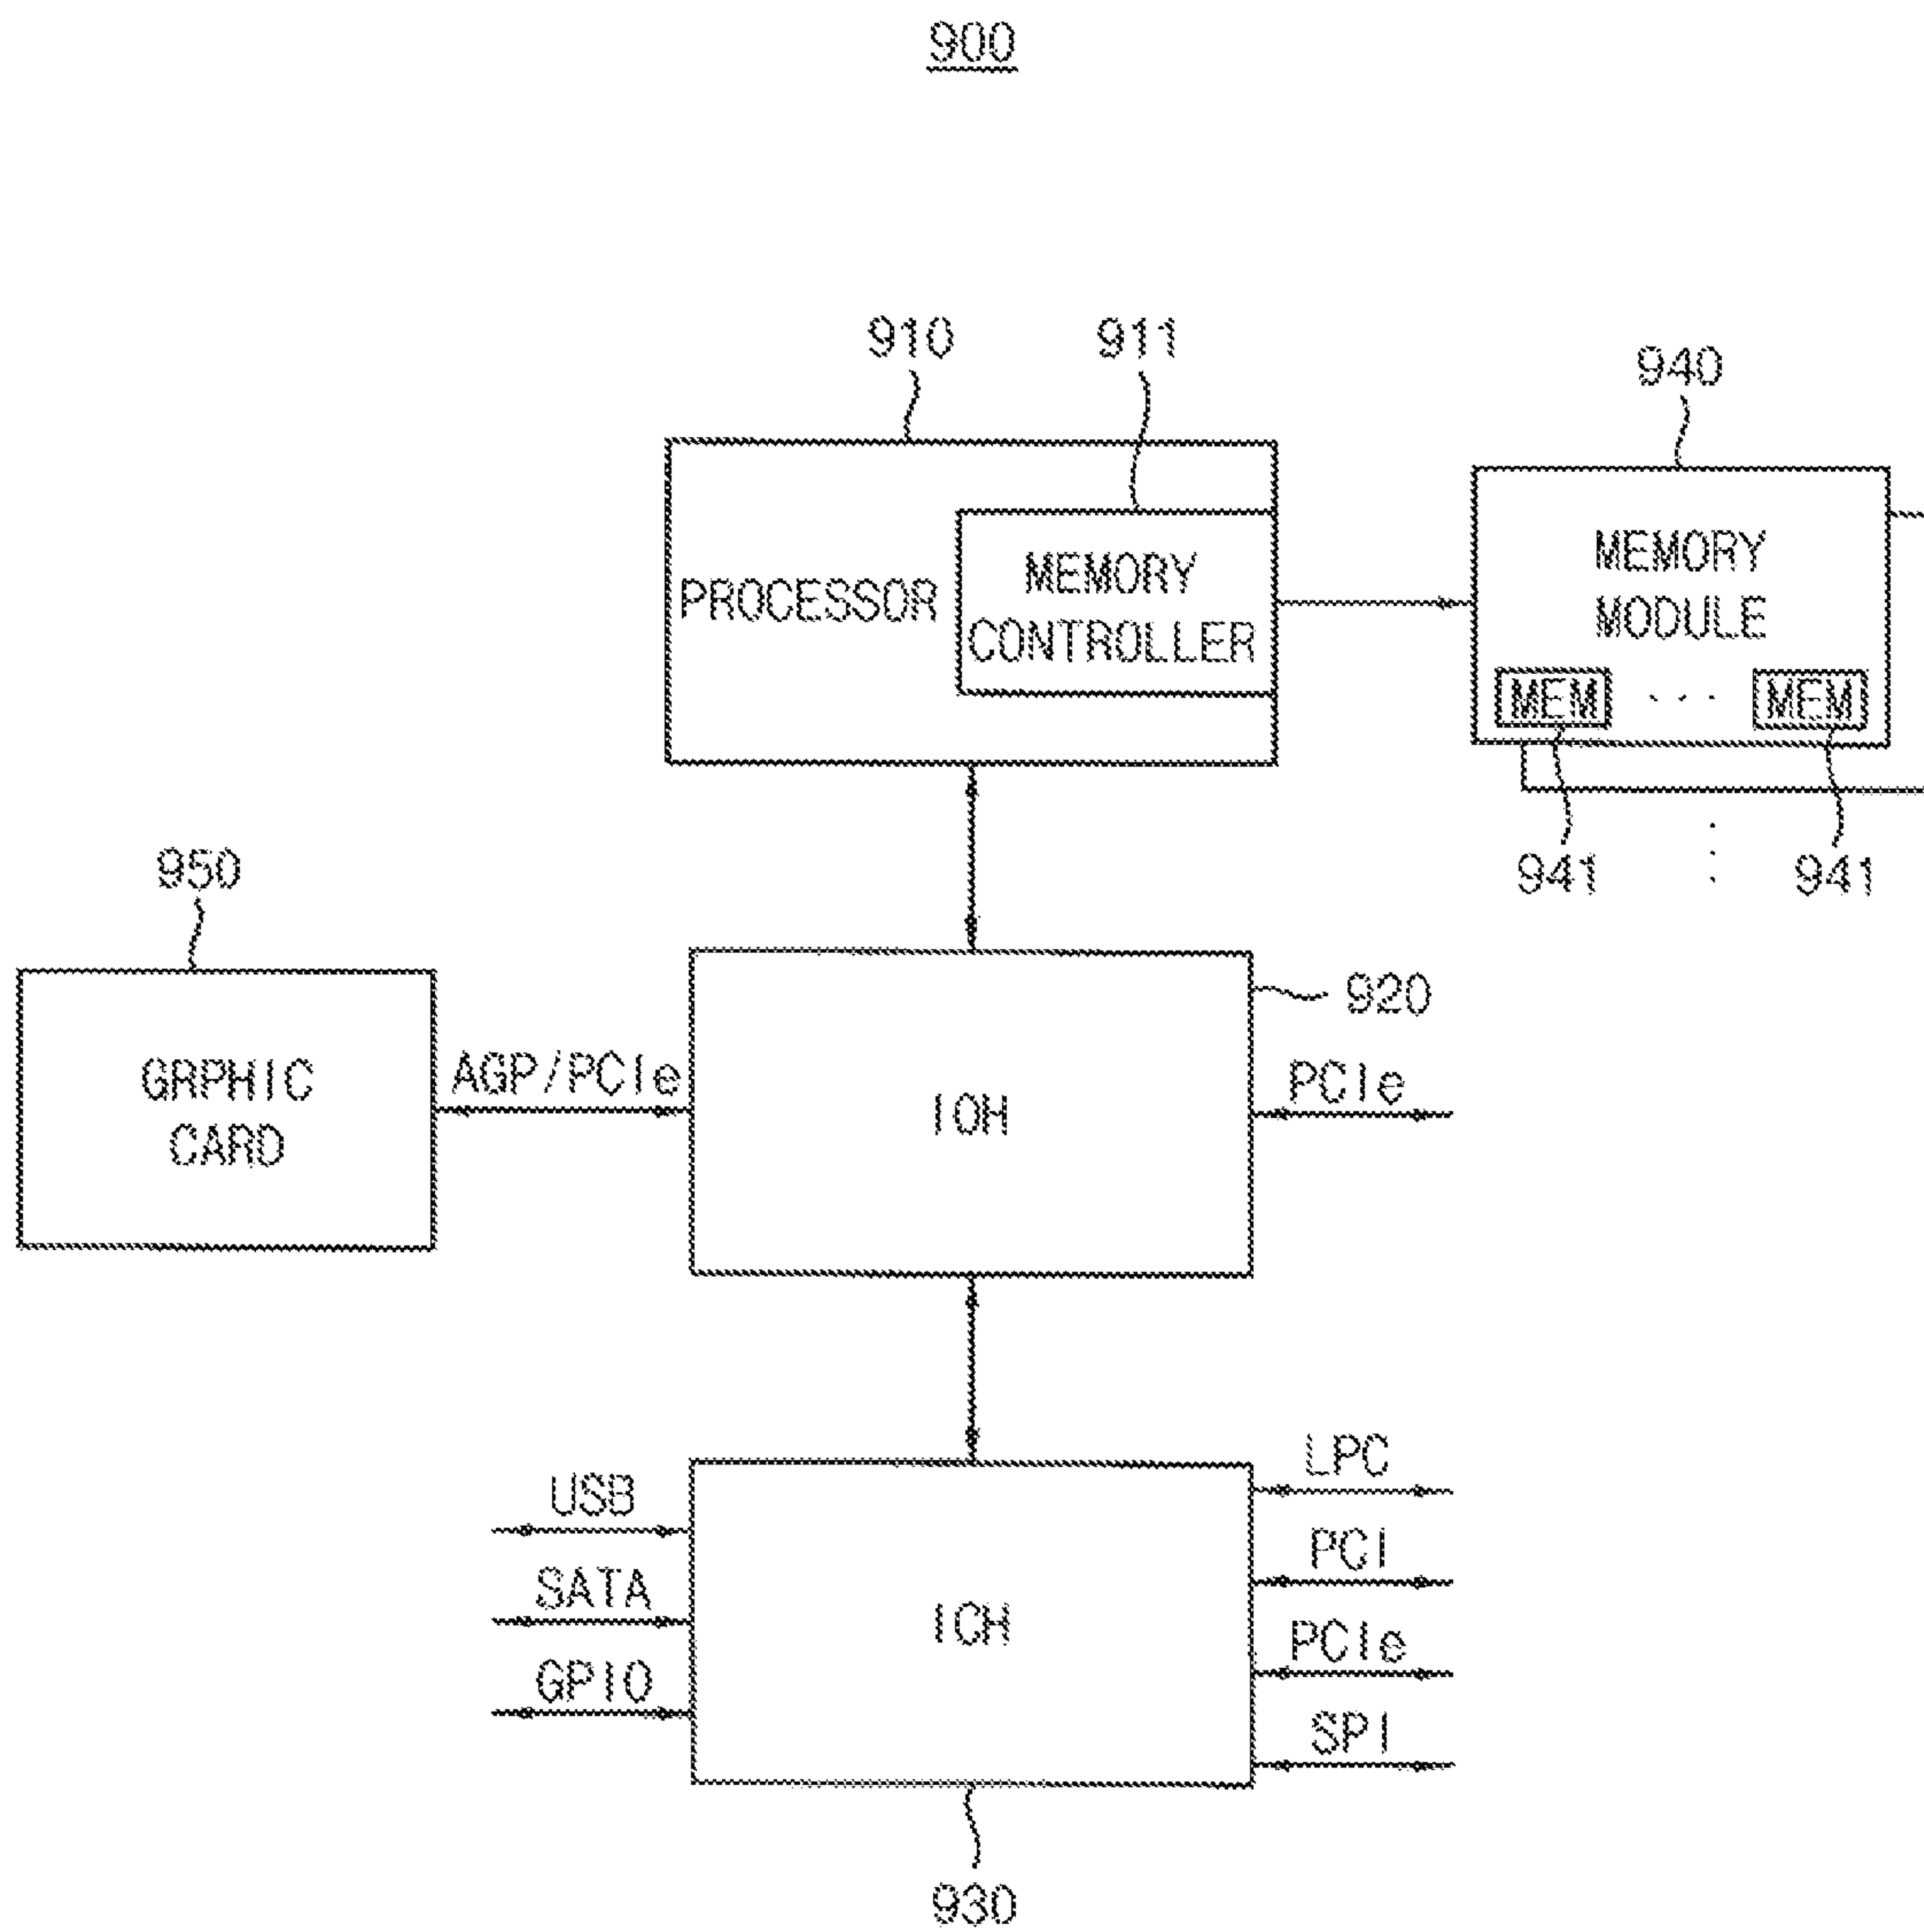 900
910
911
940
PROCESSOR
MEMORY
CONTROLLER
MEMORY
MODULE
MEM
. . .
MEM
941
941
950
920
GRPHIC
CARD
AGP/PCIe
IOH
PCIe
USB
SATA
GPIO
ICH
LPC
PCI
PCIe
SPI
930